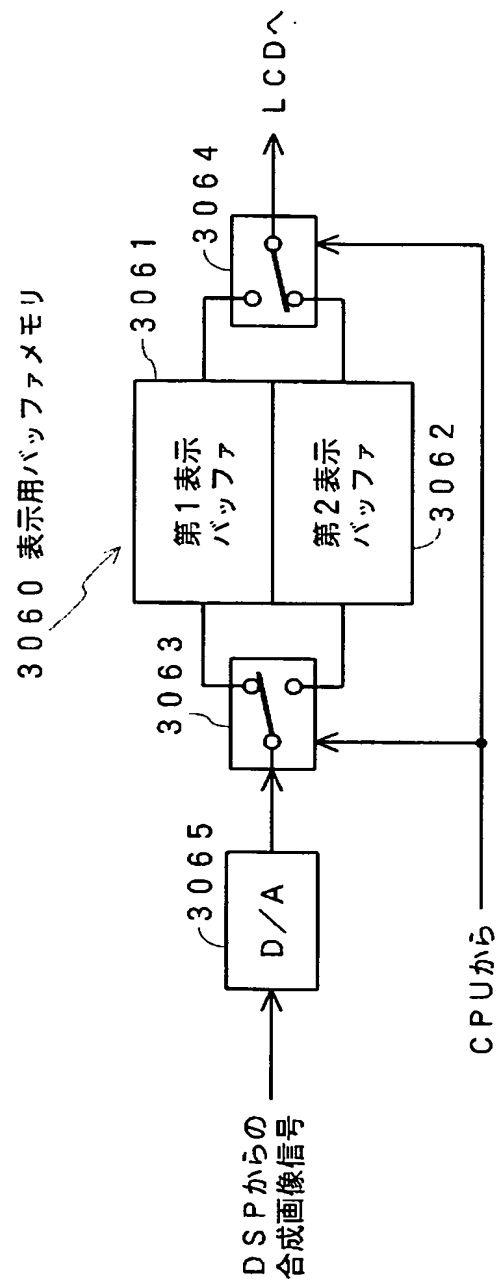 3060 表示用バッファメモリ
3061
3064
3063
3065
第1表示
バッファ
LCDへ
D/A
DSPからの
合成画像信号
第2表示
バッファ
3062
CPUから